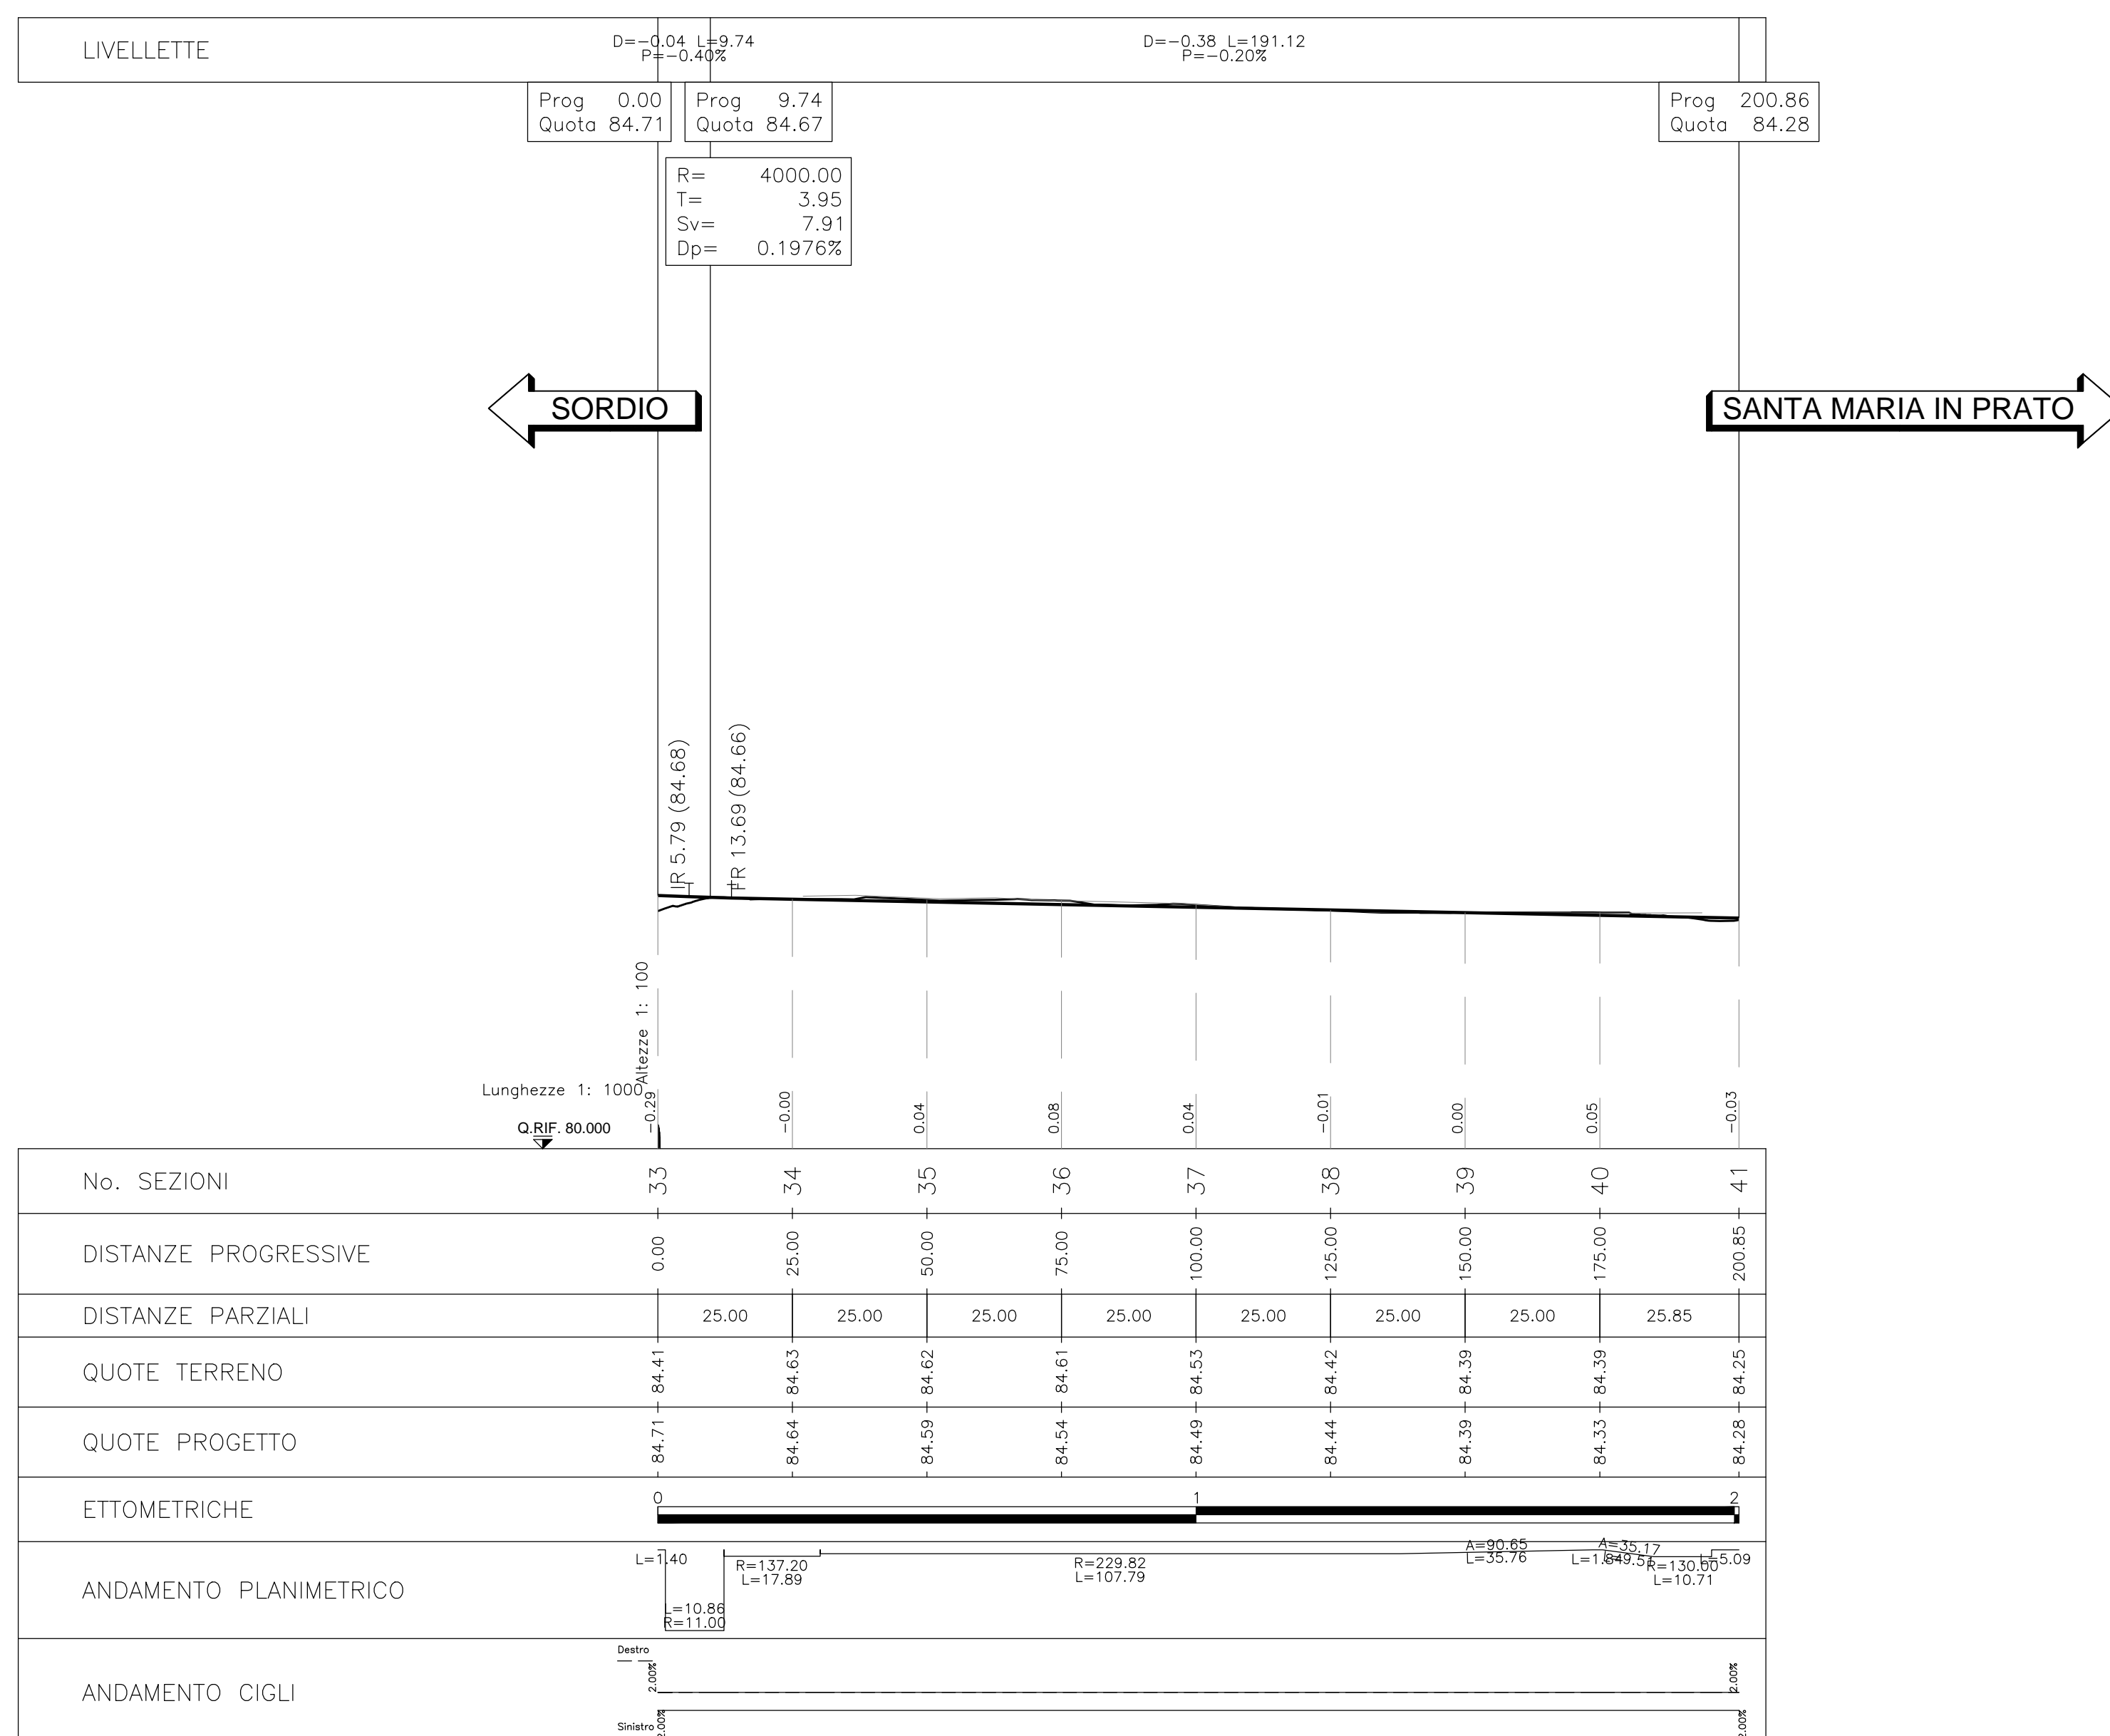 LIVELLETTE
D=-0.04 L=9.74
P=-0.40%
D=-0.38 L=191.12
P=-0.20%
Prog 0.00
Quota 84.71
Prog 9.74
Quota 84.67
Prog 200.86
Quota 84.28
R= 4000.00
T= 3.95
Sv= 7.91
Dp= 0.1976%
SORDIO
SANTA MARIA IN PRATO
IR 5.79 (84.68)
FR 13.69 (84.66)
Altezze 1: 100
Lunghezze 1: 1000
Q.RIF. 80.000
-0.29 -0.00 0.04 0.08 0.04 -0.01 0.00 0.05 -0.03
No. SEZIONI 33 34 35 36 37 38 39 40 41
DISTANZE PROGRESSIVE 0.00 25.00 50.00 75.00 100.00 125.00 150.00 175.00 200.85
DISTANZE PARZIALI 25.00 25.00 25.00 25.00 25.00 25.00 25.00 25.85
QUOTE TERRENO 84.41 84.63 84.62 84.61 84.53 84.42 84.39 84.39 84.25
QUOTE PROGETTO 84.71 84.64 84.59 84.54 84.49 84.44 84.39 84.33 84.28
ETTOMETRICHE 0 1 2
ANDAMENTO PLANIMETRICO
L=1.40
L=10.86
R=11.00
R=137.20
L=17.89
R=229.82
L=107.79
A=90.65
L=35.76
A=35.17
R=130.00
L=10.71
L=5.09
ANDAMENTO CIGLI
Destro
2.00% 2.00%
Sinistro
2.00% 2.00%